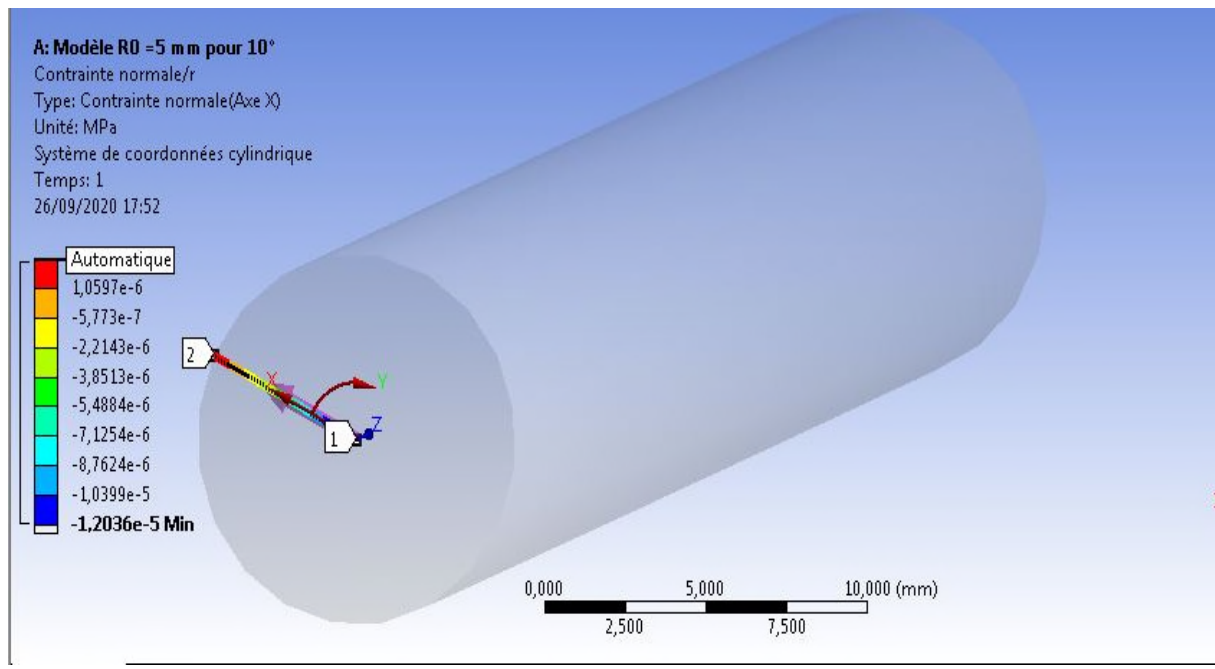 A: Modèle R0 =5 mm pour 10°
Contrainte normale/r
Type: Contrainte normale(Axe X)
Unité: MPa
Système de coordonnées cylindrique
Temps: 1
26/09/2020 17:52
Automatique
1,0597e-6
-5,773e-7
-2,2143e-6
-3,8513e-6
-5,4884e-6
-7,1254e-6
-8,7624e-6
-1,0399e-5
-1,2036e-5 Min
2
X
Y
1
Z
0,000 5,000 10,000 (mm)
2,500 7,500